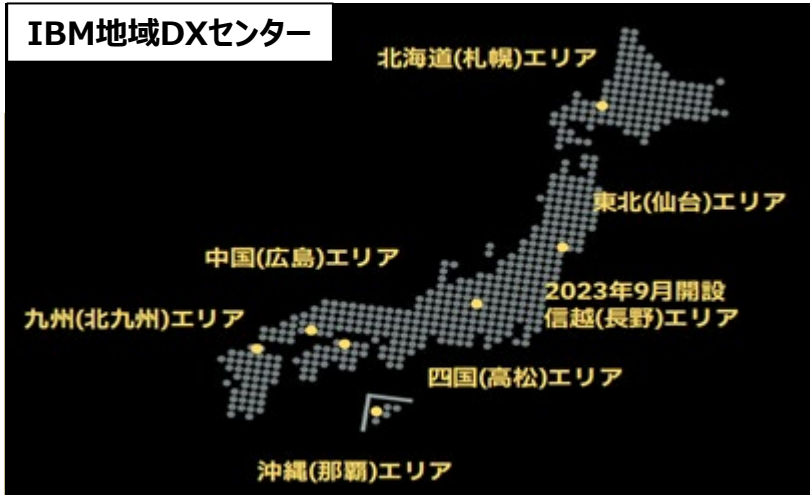 IBM地域DXセンター
北海道(札幌)エリア
東北(仙台)エリア
中国(広島)エリア
2023年9月開設
信越(長野)エリア
九州(北九州)エリア
四国(高松)エリア
沖縄(那覇)エリア